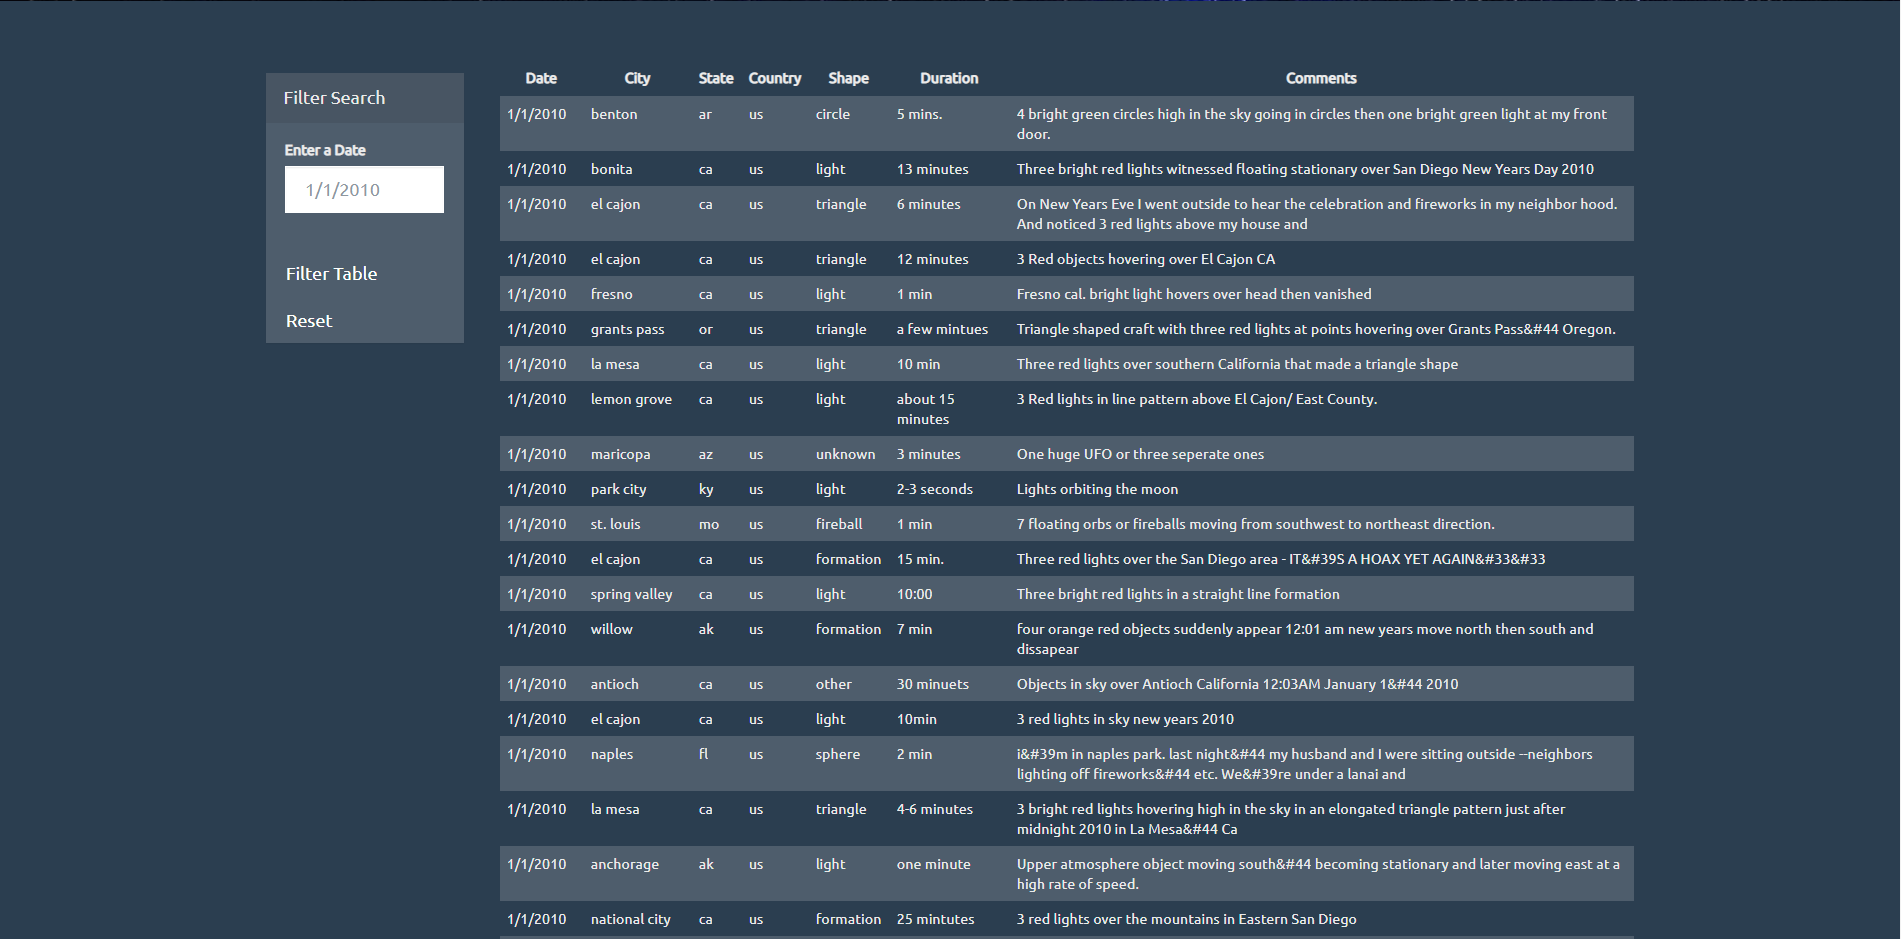 Filter Search
Enter a Date
1/1/2010
Filter Table
Reset
Date City State Country Shape Duration Comments
1/1/2010 benton ar us circle 5 mins. 4 bright green circles high in the sky going in circles then one bright green light at my front
door.
1/1/2010 bonita ca us light 13 minutes Three bright red lights witnessed floating stationary over San Diego New Years Day 2010
1/1/2010 el cajon ca us triangle 6 minutes On New Years Eve I went outside to hear the celebration and fireworks in my neighbor hood.
And noticed 3 red lights above my house and
1/1/2010 el cajon ca us triangle 12 minutes 3 Red objects hovering over El Cajon CA
1/1/2010 fresno ca us light 1 min Fresno cal. bright light hovers over head then vanished
1/1/2010 grants pass or us triangle a few mintues Triangle shaped craft with three red lights at points hovering over Grants Pass&#44 Oregon.
1/1/2010 la mesa ca us light 10 min Three red lights over southern California that made a triangle shape
1/1/2010 lemon grove ca us light about 15 3 Red lights in line pattern above El Cajon/ East County.
minutes
1/1/2010 maricopa az us unknown 3 minutes One huge UFO or three seperate ones
1/1/2010 park city ky us light 2-3 seconds Lights orbiting the moon
1/1/2010 st. louis mo us fireball 1 min 7 floating orbs or fireballs moving from southwest to northeast direction.
1/1/2010 el cajon ca us formation 15 min. Three red lights over the San Diego area - IT&#39S A HOAX YET AGAIN&#33&#33
1/1/2010 spring valley ca us light 10:00 Three bright red lights in a straight line formation
1/1/2010 willow ak us formation 7 min four orange red objects suddenly appear 12:01 am new years move north then south and
dissapear
1/1/2010 antioch ca us other 30 minuets Objects in sky over Antioch California 12:03AM January 1&#44 2010
1/1/2010 el cajon ca us light 10min 3 red lights in sky new years 2010
1/1/2010 naples fl us sphere 2 min i&#39m in naples park. last night&#44 my husband and I were sitting outside --neighbors
lighting off fireworks&#44 etc. We&#39re under a lanai and
1/1/2010 la mesa ca us triangle 4-6 minutes 3 bright red lights hovering high in the sky in an elongated triangle pattern just after
midnight 2010 in La Mesa&#44 Ca
1/1/2010 anchorage ak us light one minute Upper atmosphere object moving south&#44 becoming stationary and later moving east at a
high rate of speed.
1/1/2010 national city ca us formation 25 mintutes 3 red lights over the mountains in Eastern San Diego